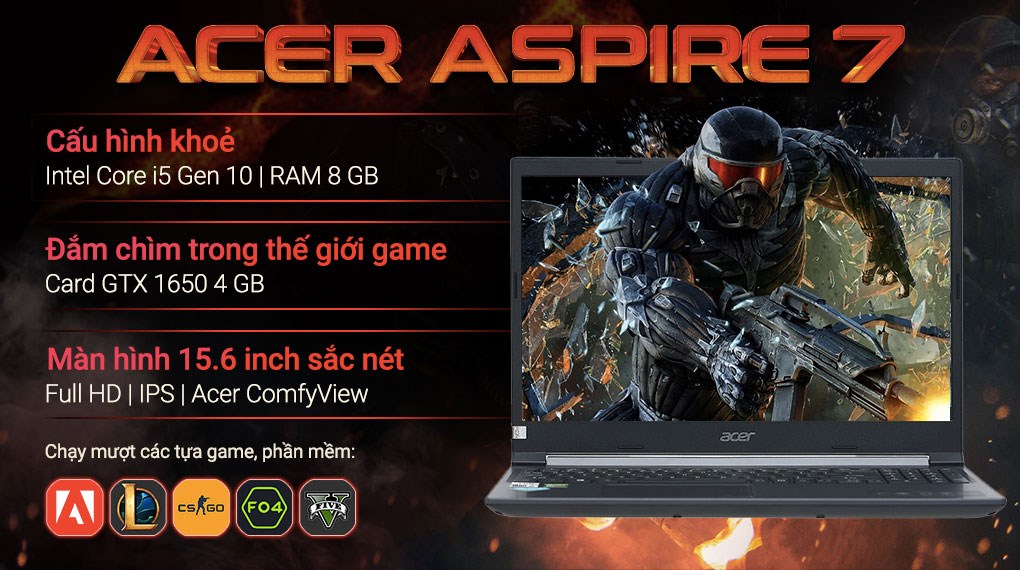 ACER ASPIRE 7
Cấu hình khoẻ
Intel Core i5 Gen 10 | RAM 8 GB
Đắm chìm trong thế giới game
Card GTX 1650 4 GB
Màn hình 15.6 inch sắc nét
Full HD | IPS | Acer ComfyView
Chạy mượt các tựa game, phần mềm:
L
CS GO
FO4
V
FIVE
acer